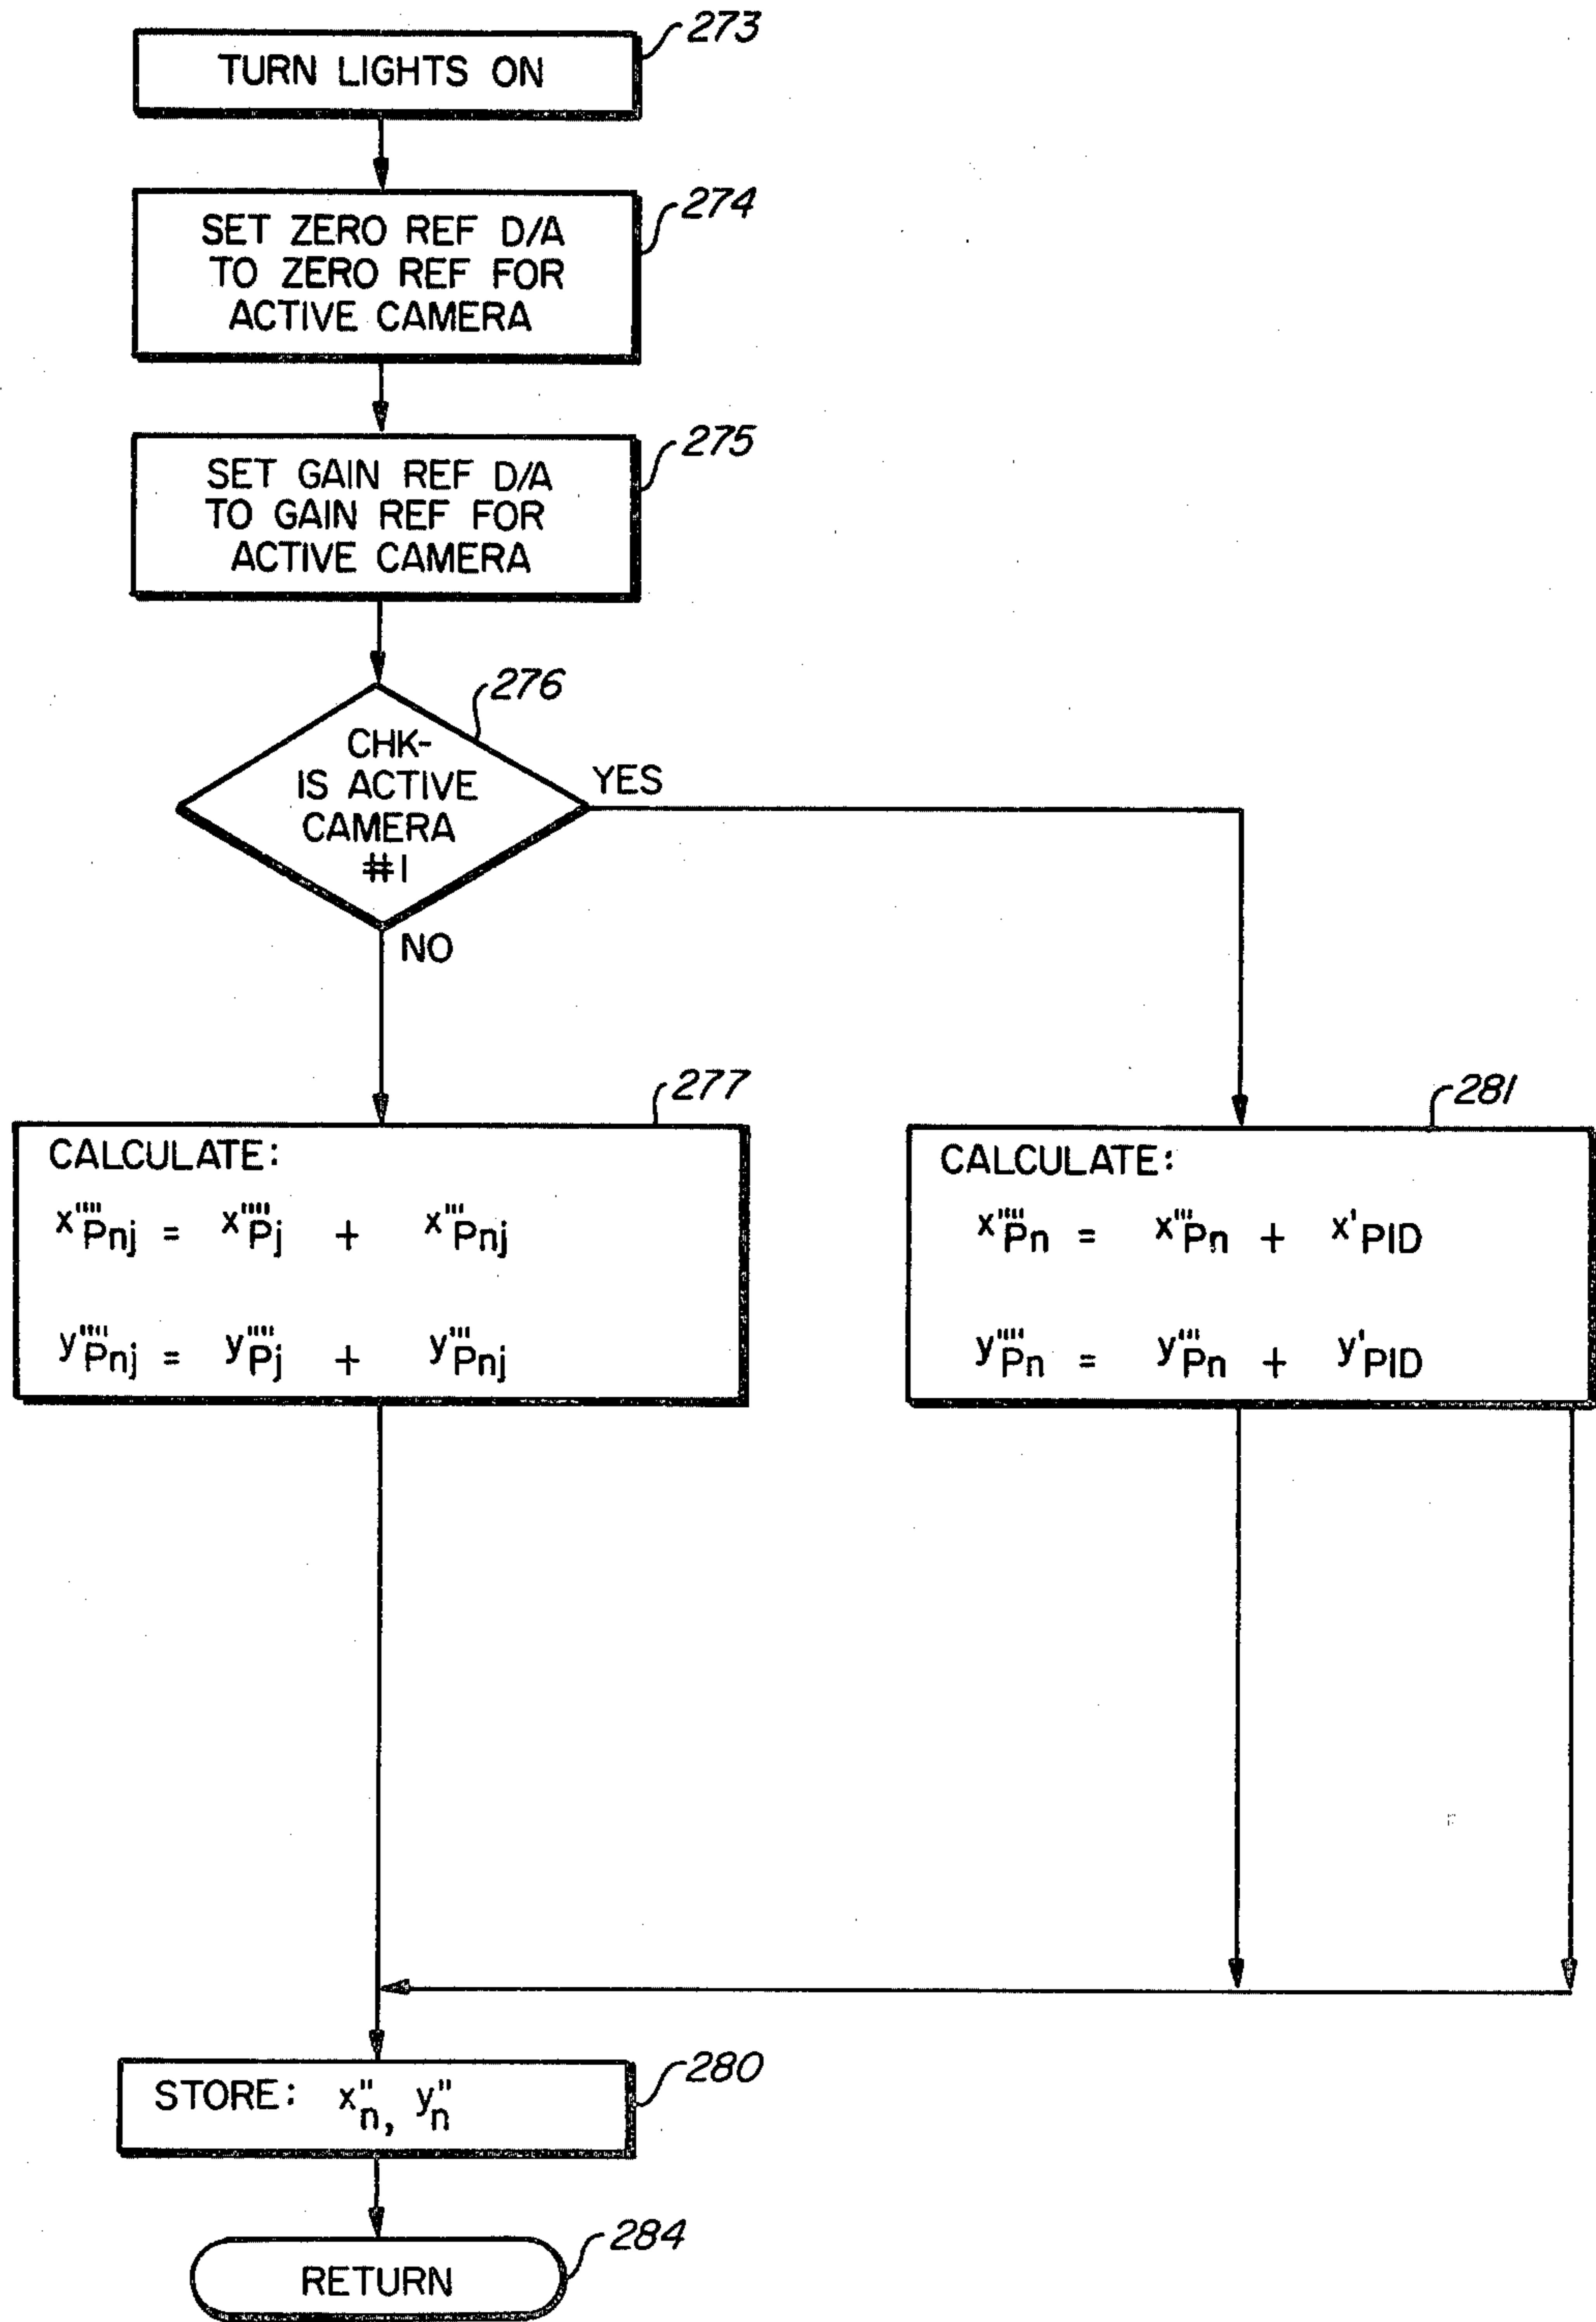 273
TURN LIGHTS ON
274
SET ZERO REF D/A
TO ZERO REF FOR
ACTIVE CAMERA
275
SET GAIN REF D/A
TO GAIN REF FOR
ACTIVE CAMERA
276
CHK-
IS ACTIVE
CAMERA
#1
YES
NO
277
CALCULATE:
x''''Pnj = x''''Pj + x'''Pnj
y''''Pnj = y''''Pj + y'''Pnj
281
CALCULATE:
x''''Pn = x'''Pn + x'PID
y''''Pn = y'''Pn + y'PID
280
STORE: x''n, y''n
284
RETURN